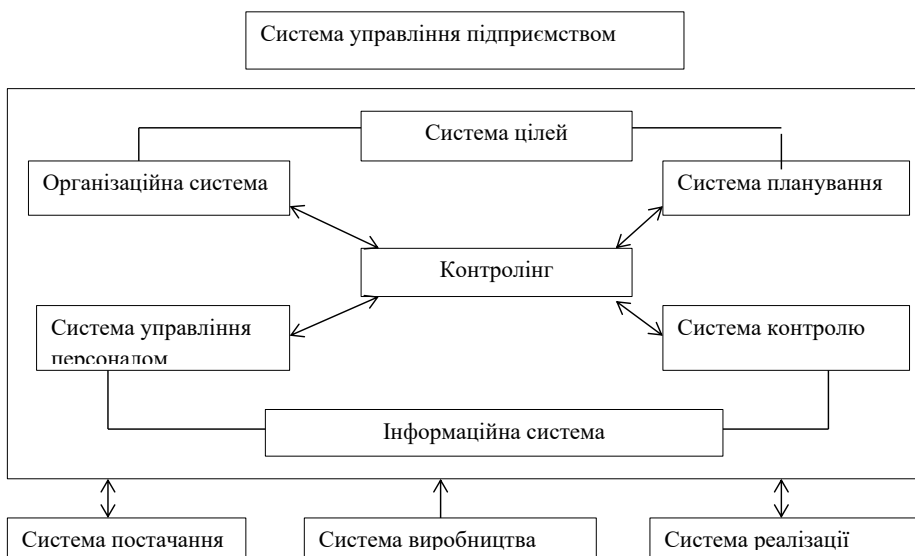 Система управління підприємством
Система цілей
Організаційна система
Система планування
Контролінг
Система управління
персоналом
Система контролю
Інформаційна система
Система постачання
Система виробництва
Система реалізації